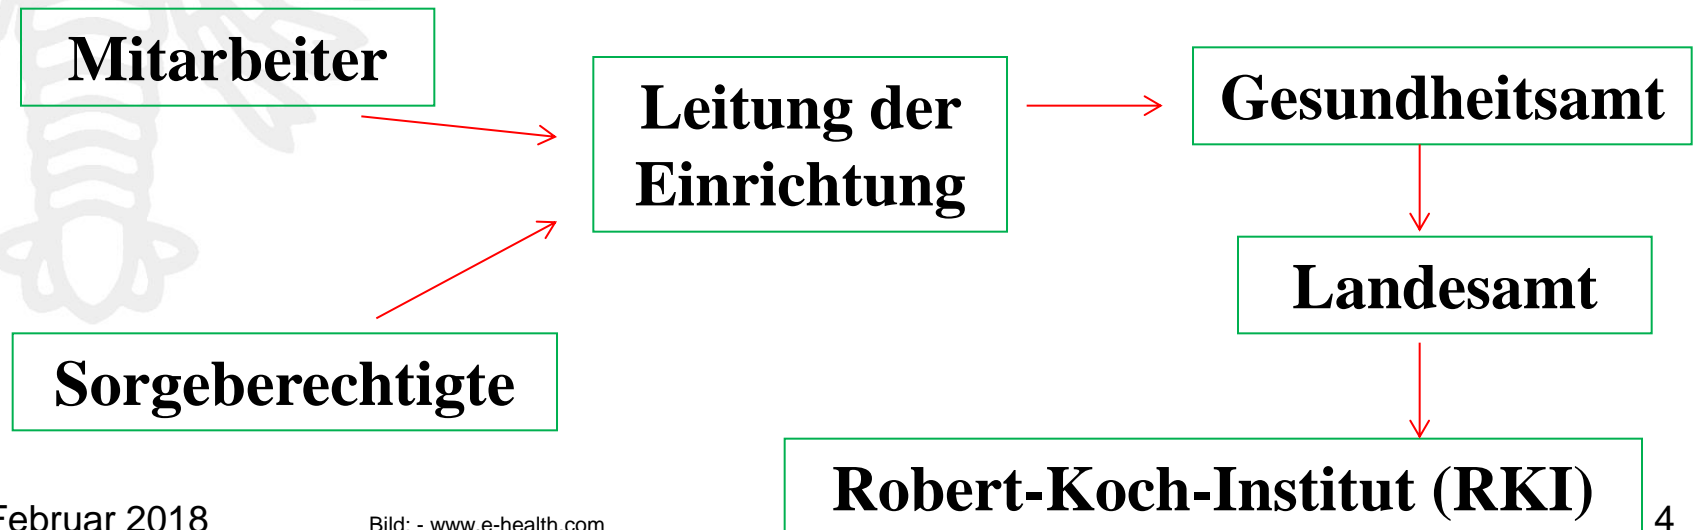 Mitarbeiter
Leitung der
Einrichtung
Gesundheitsamt
Landesamt
Sorgeberechtigte
Robert-Koch-Institut (RKI)
Februar 2018
Bild: - www.e-health.com
4